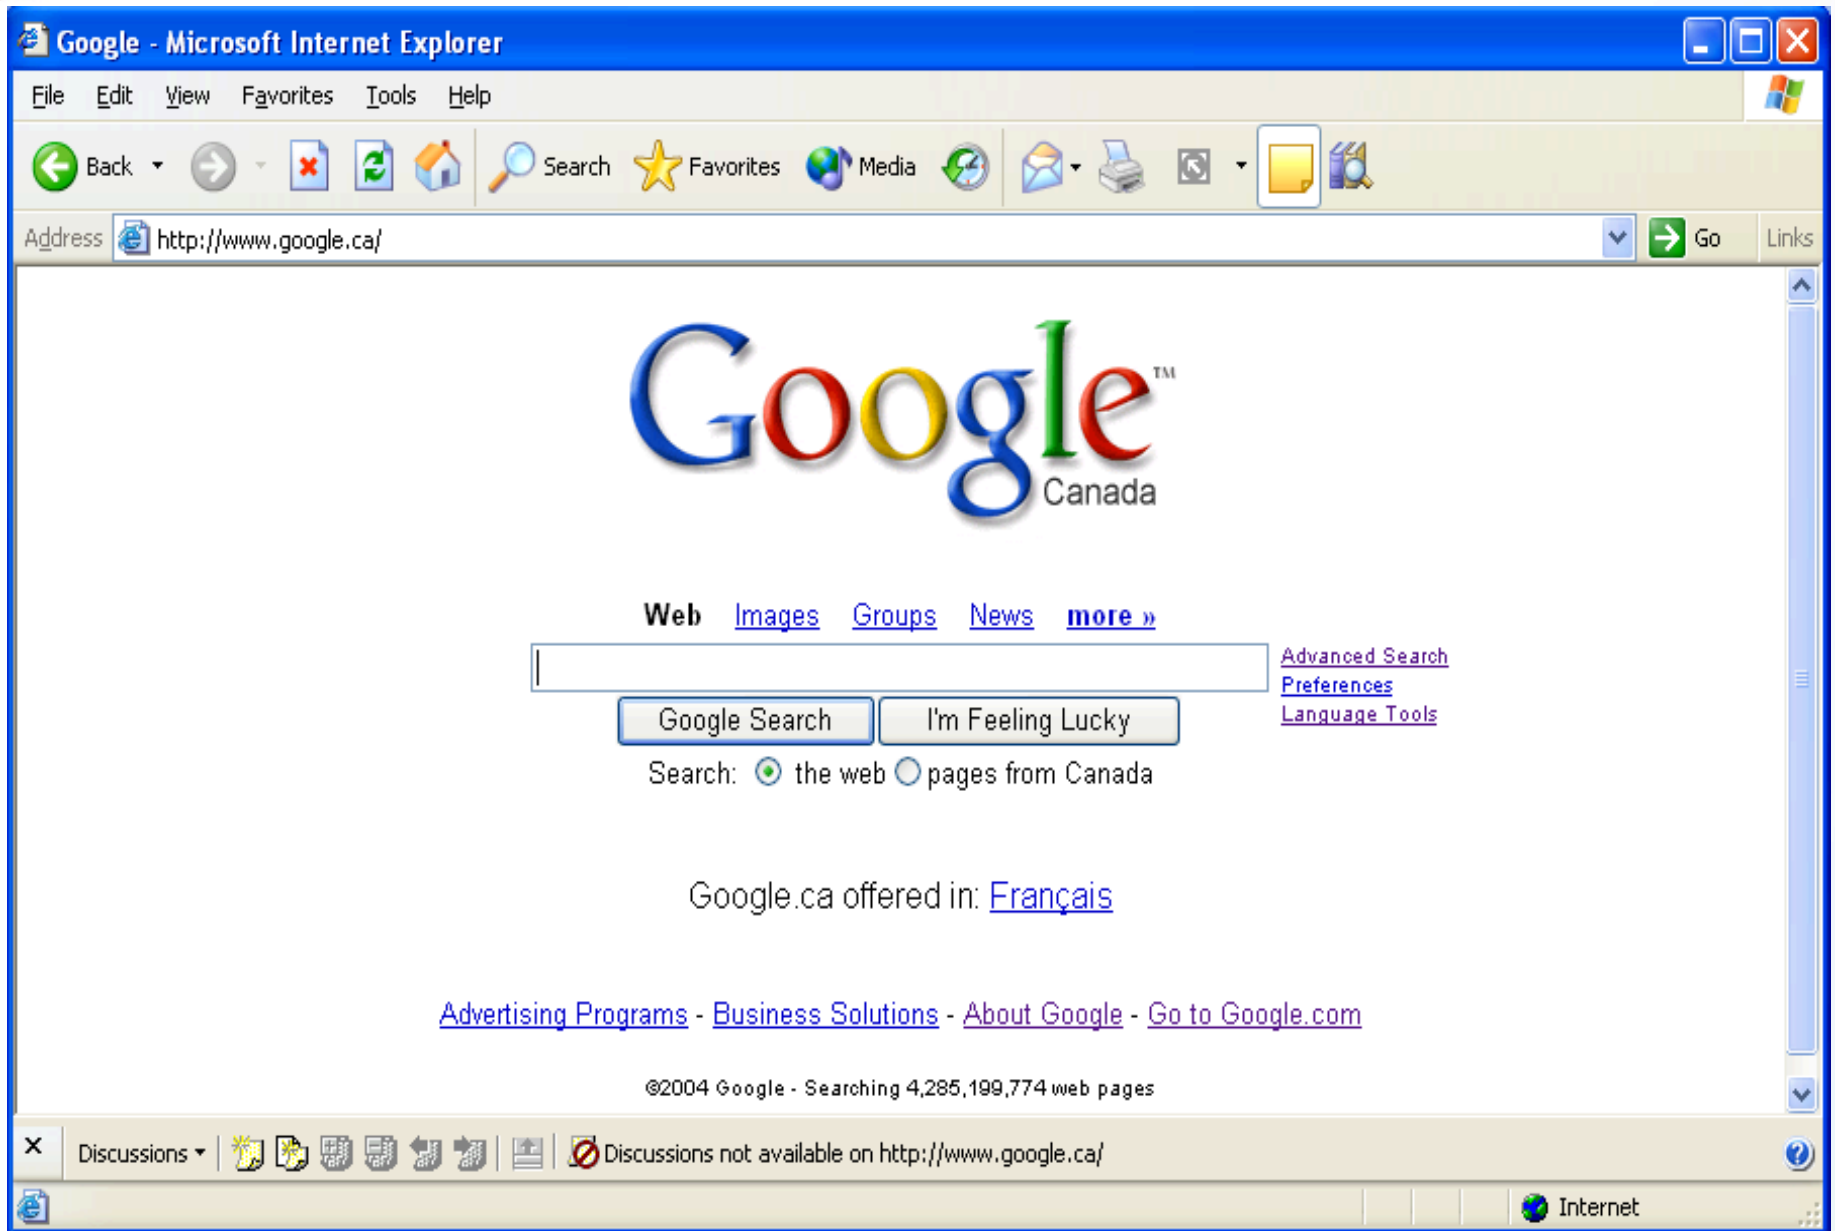 Google - Microsoft Internet Explorer
File Edit View Favorites Tools Help
Back Search Favorites Media
Address http://www.google.ca/ Go Links
Google™
Canada
Web Images Groups News more »
Advanced Search
Preferences
Language Tools
Google Search I'm Feeling Lucky
Search: the web pages from Canada
Google.ca offered in: Français
Advertising Programs - Business Solutions - About Google - Go to Google.com
©2004 Google - Searching 4,285,199,774 web pages
Discussions Discussions not available on http://www.google.ca/
Internet